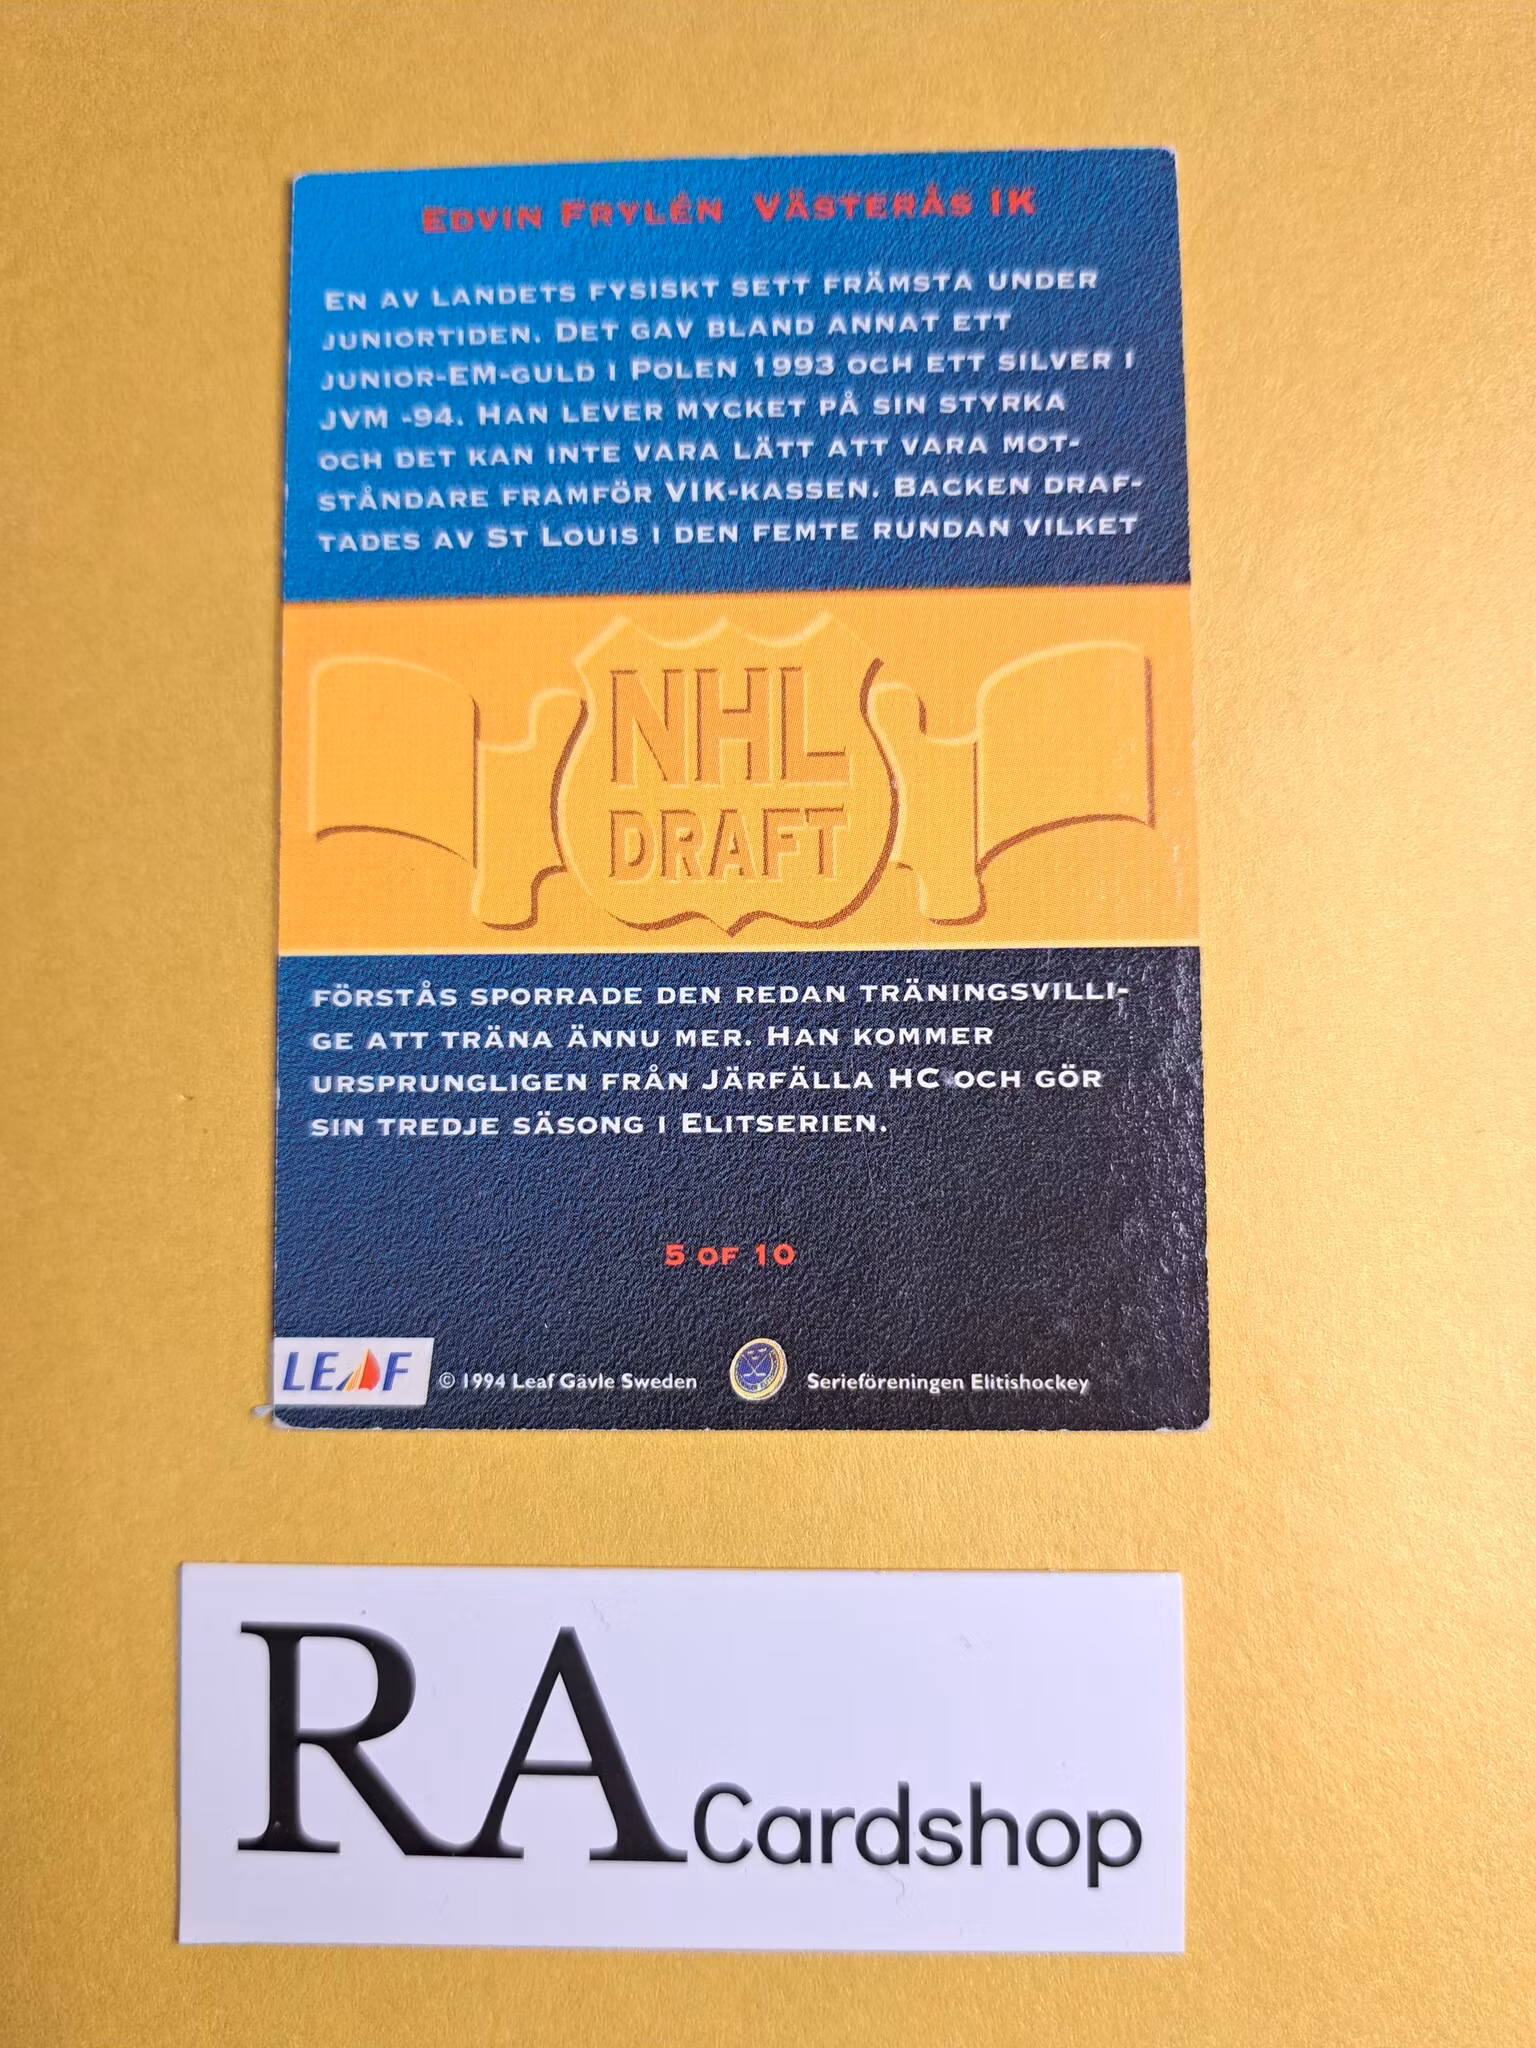 Edvin Frylén Västerås IK
En av landets fysiskt sett främsta under
juniortiden. Det gav bland annat ett
junior-EM-guld i Polen 1993 och ett silver i
JVM -94. Han lever mycket på sin styrka
och det kan inte vara lätt att vara mot-
ståndare framför VIK-kassen. Backen draf-
tades av St Louis i den femte rundan vilket
NHL
DRAFT
förstås sporrade den redan träningsvilli-
ge att träna ännu mer. Han kommer
ursprungligen från Järfälla HC och gör
sin tredje säsong i Elitserien.
5 of 10
LEAF © 1994 Leaf Gävle Sweden Serieföreningen Elitishockey
RA Cardshop